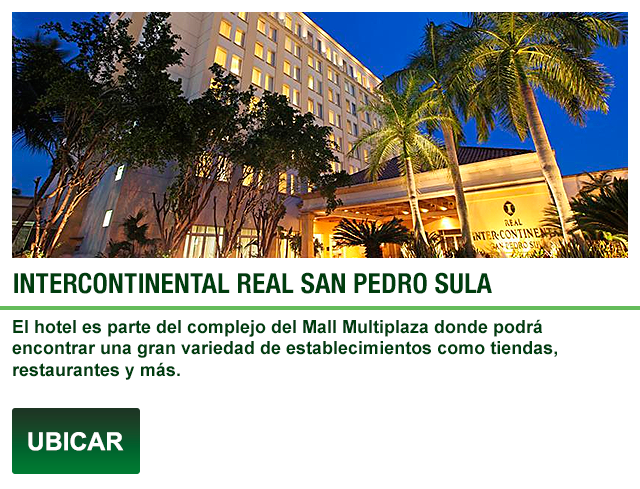 REAL
INTER·CONTINENTAL
SAN PEDRO SULA
INTERCONTINENTAL REAL SAN PEDRO SULA
El hotel es parte del complejo del Mall Multiplaza donde podrá
encontrar una gran variedad de establecimientos como tiendas,
restaurantes y más.
UBICAR